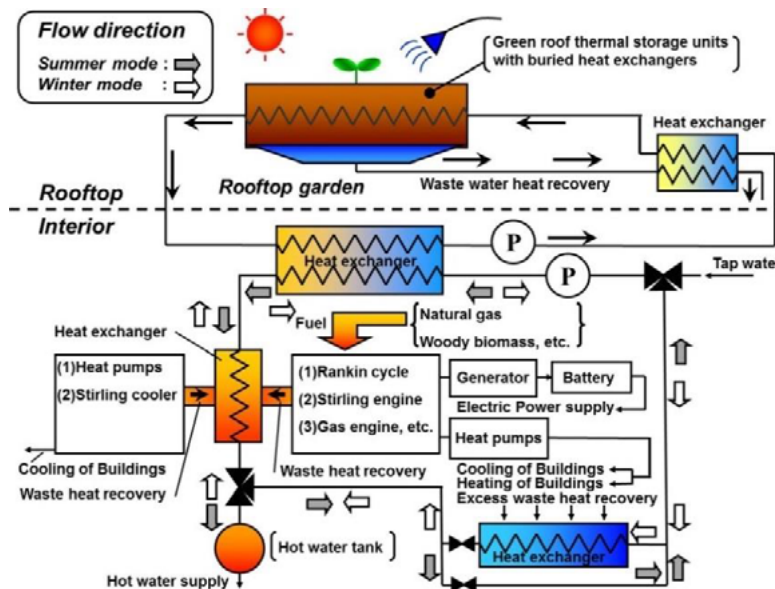 Flow direction
Summer mode :
Winter mode :
Green roof thermal storage units
with buried heat exchangers
Heat exchanger
Rooftop garden
Waste water heat recovery
Rooftop
Interior
Heat exchanger
P
P
Tap water
Heat exchanger
Fuel
Natural gas
Woody biomass, etc.
(1)Heat pumps
(2)Stirling cooler
(1)Rankin cycle
(2)Stirling engine
(3)Gas engine, etc.
Generator
Battery
Electric Power supply
Heat pumps
Cooling of Buildings
Waste heat recovery
Waste heat recovery
Cooling of Buildings
Heating of Buildings
Excess waste heat recovery
Heat exchanger
Hot water tank
Hot water supply